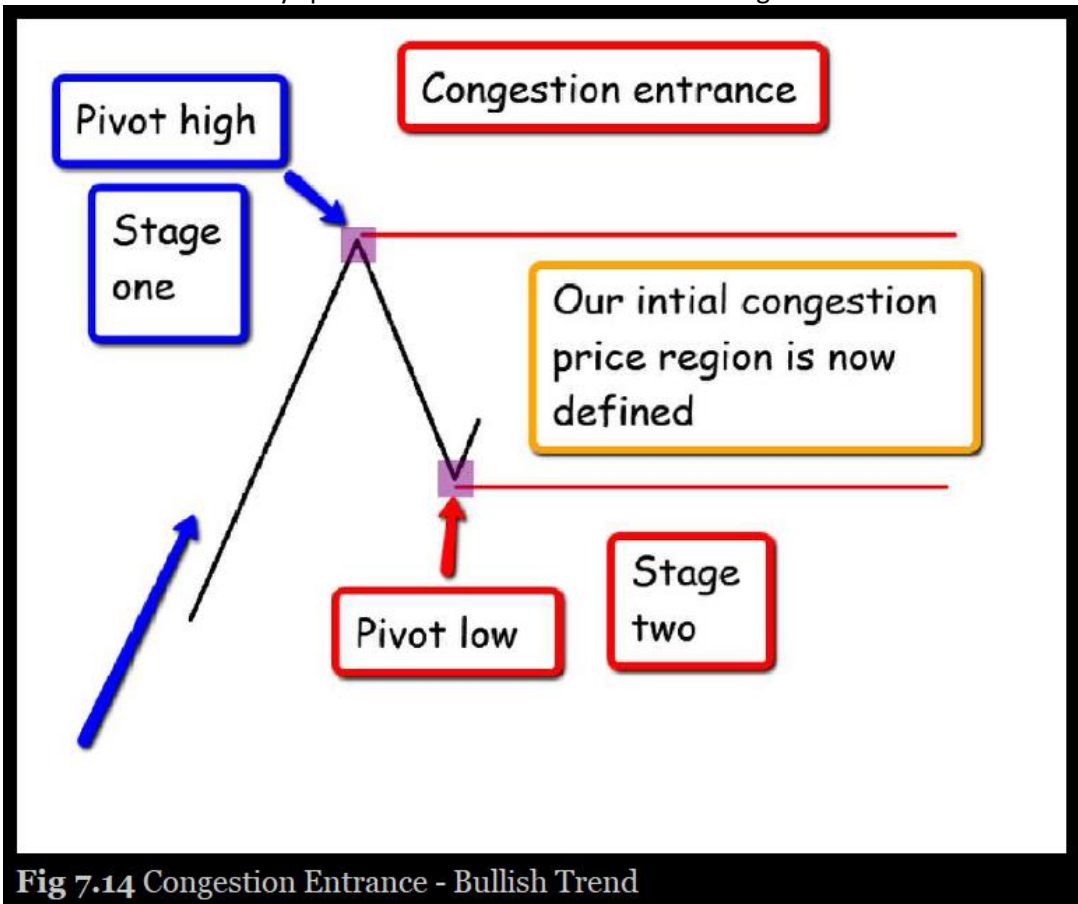 Congestion entrance
Pivot high
Stage
one
Our intial congestion
price region is now
defined
Pivot low
Stage
two
Fig 7.14 Congestion Entrance - Bullish Trend